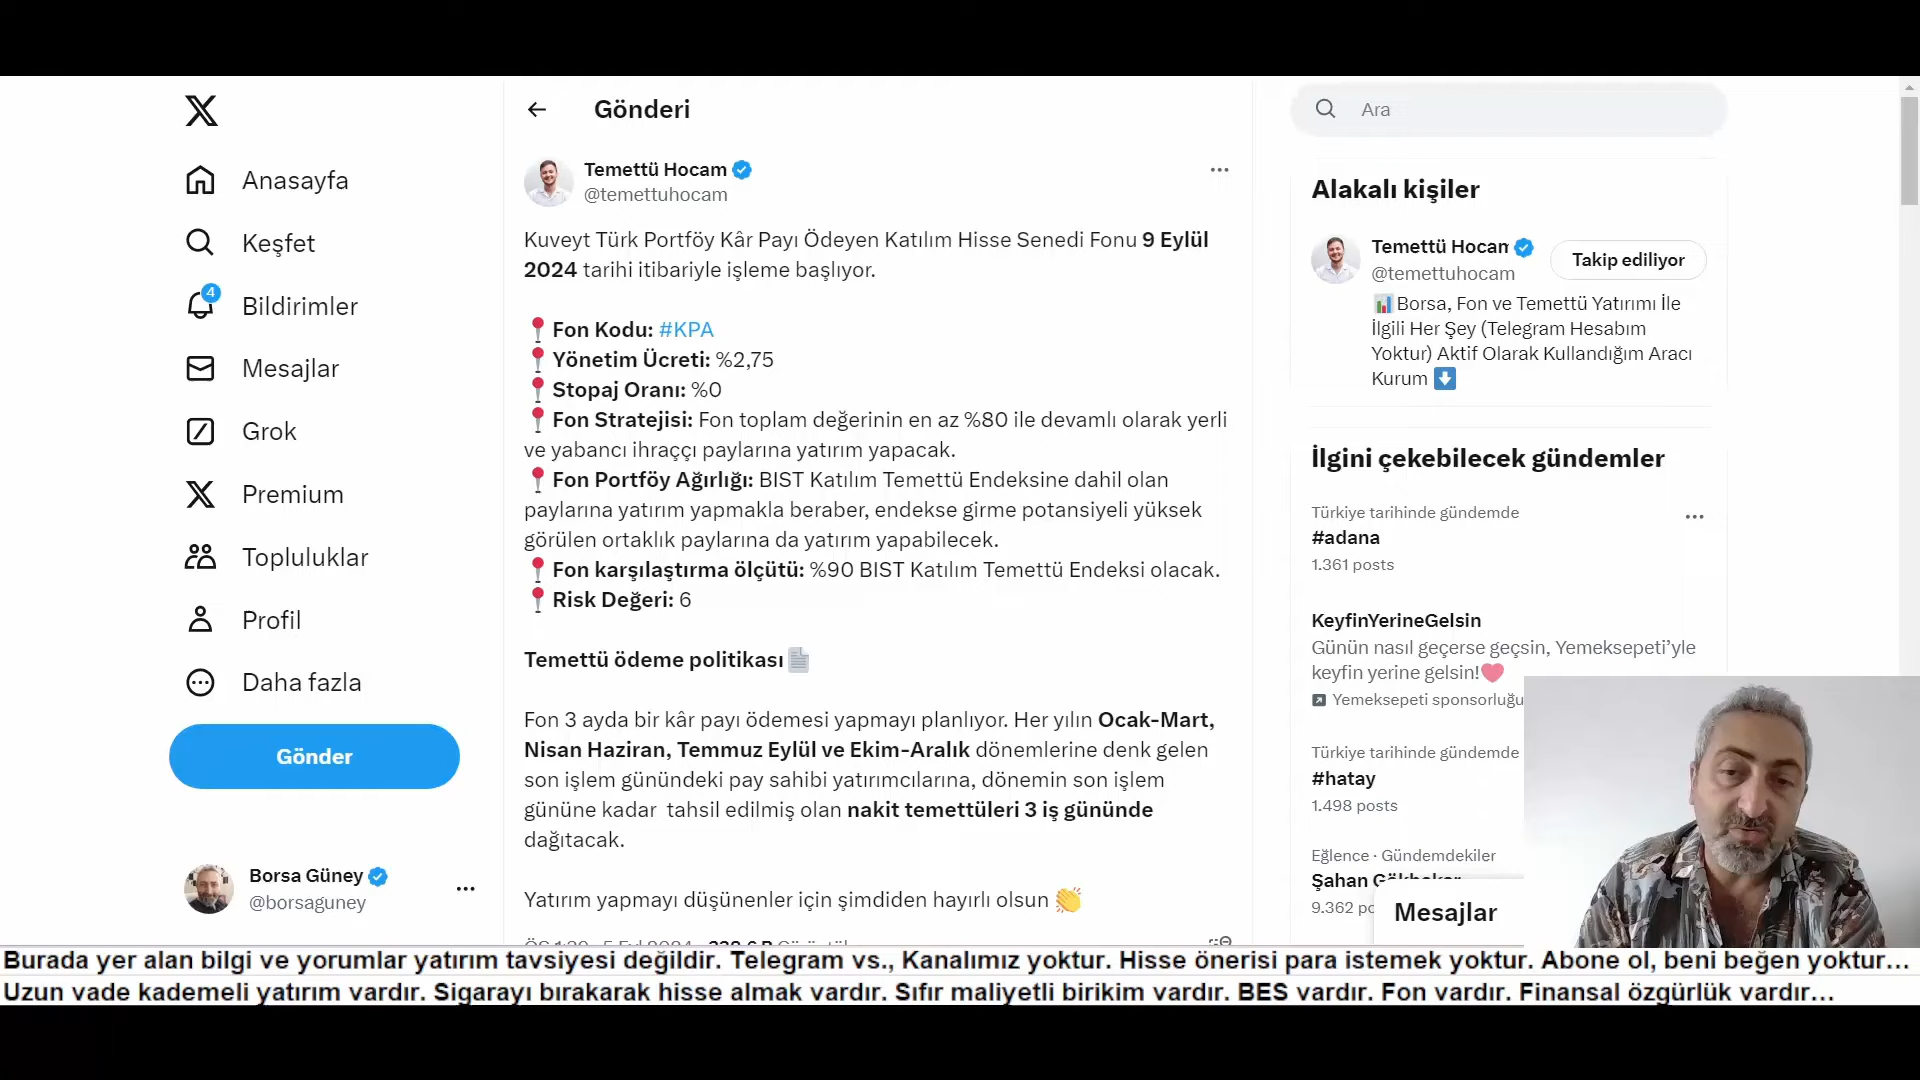 Anasayfa
Keşfet
4
Bildirimler
Mesajlar
Grok
Premium
Topluluklar
Profil
Daha fazla
Gönder
Borsa Güney
@borsaguney
Gönderi
Temettü Hocam
@temettuhocam
Kuveyt Türk Portföy Kâr Payı Ödeyen Katılım Hisse Senedi Fonu 9 Eylül
2024 tarihi itibariyle işleme başlıyor.
Fon Kodu: #KPA
Yönetim Ücreti: %2,75
Stopaj Oranı: %0
Fon Stratejisi: Fon toplam değerinin en az %80 ile devamlı olarak yerli
ve yabancı ihraççı paylarına yatırım yapacak.
Fon Portföy Ağırlığı: BIST Katılım Temettü Endeksine dahil olan
paylarına yatırım yapmakla beraber, endekse girme potansiyeli yüksek
görülen ortaklık paylarına da yatırım yapabilecek.
Fon karşılaştırma ölçütü: %90 BIST Katılım Temettü Endeksi olacak.
Risk Değeri: 6
Temettü ödeme politikası
Fon 3 ayda bir kâr payı ödemesi yapmayı planlıyor. Her yılın Ocak-Mart,
Nisan Haziran, Temmuz Eylül ve Ekim-Aralık dönemlerine denk gelen
son işlem günündeki pay sahibi yatırımcılarına, dönemin son işlem
gününe kadar tahsil edilmiş olan nakit temettüleri 3 iş gününde
dağıtacak.
Yatırım yapmayı düşünenler için şimdiden hayırlı olsun
Ara
Alakalı kişiler
Temettü Hocam
@temettuhocam
Takip ediliyor
Borsa, Fon ve Temettü Yatırımı İle
İlgili Her Şey (Telegram Hesabım
Yoktur) Aktif Olarak Kullandığım Aracı
Kurum
İlgini çekebilecek gündemler
Türkiye tarihinde gündemde
#adana
1.361 posts
KeyfinYerineGelsin
Günün nasıl geçerse geçsin, Yemeksepeti’yle
keyfin yerine gelsin!
Yemeksepeti sponsorluğu
Türkiye tarihinde gündemde
#hatay
1.498 posts
Eğlence · Gündemdekiler
Şahan
9.362
Mesajlar
Burada yer alan bilgi ve yorumlar yatırım tavsiyesi değildir. Telegram vs., Kanalımız yoktur. Hisse önerisi para istemek yoktur. Abone ol, beni beğen yoktur...
Uzun vade kademeli yatırım vardır. Sigarayı bırakarak hisse almak vardır. Sıfır maliyetli birikim vardır. BES vardır. Fon vardır. Finansal özgürlük vardır...